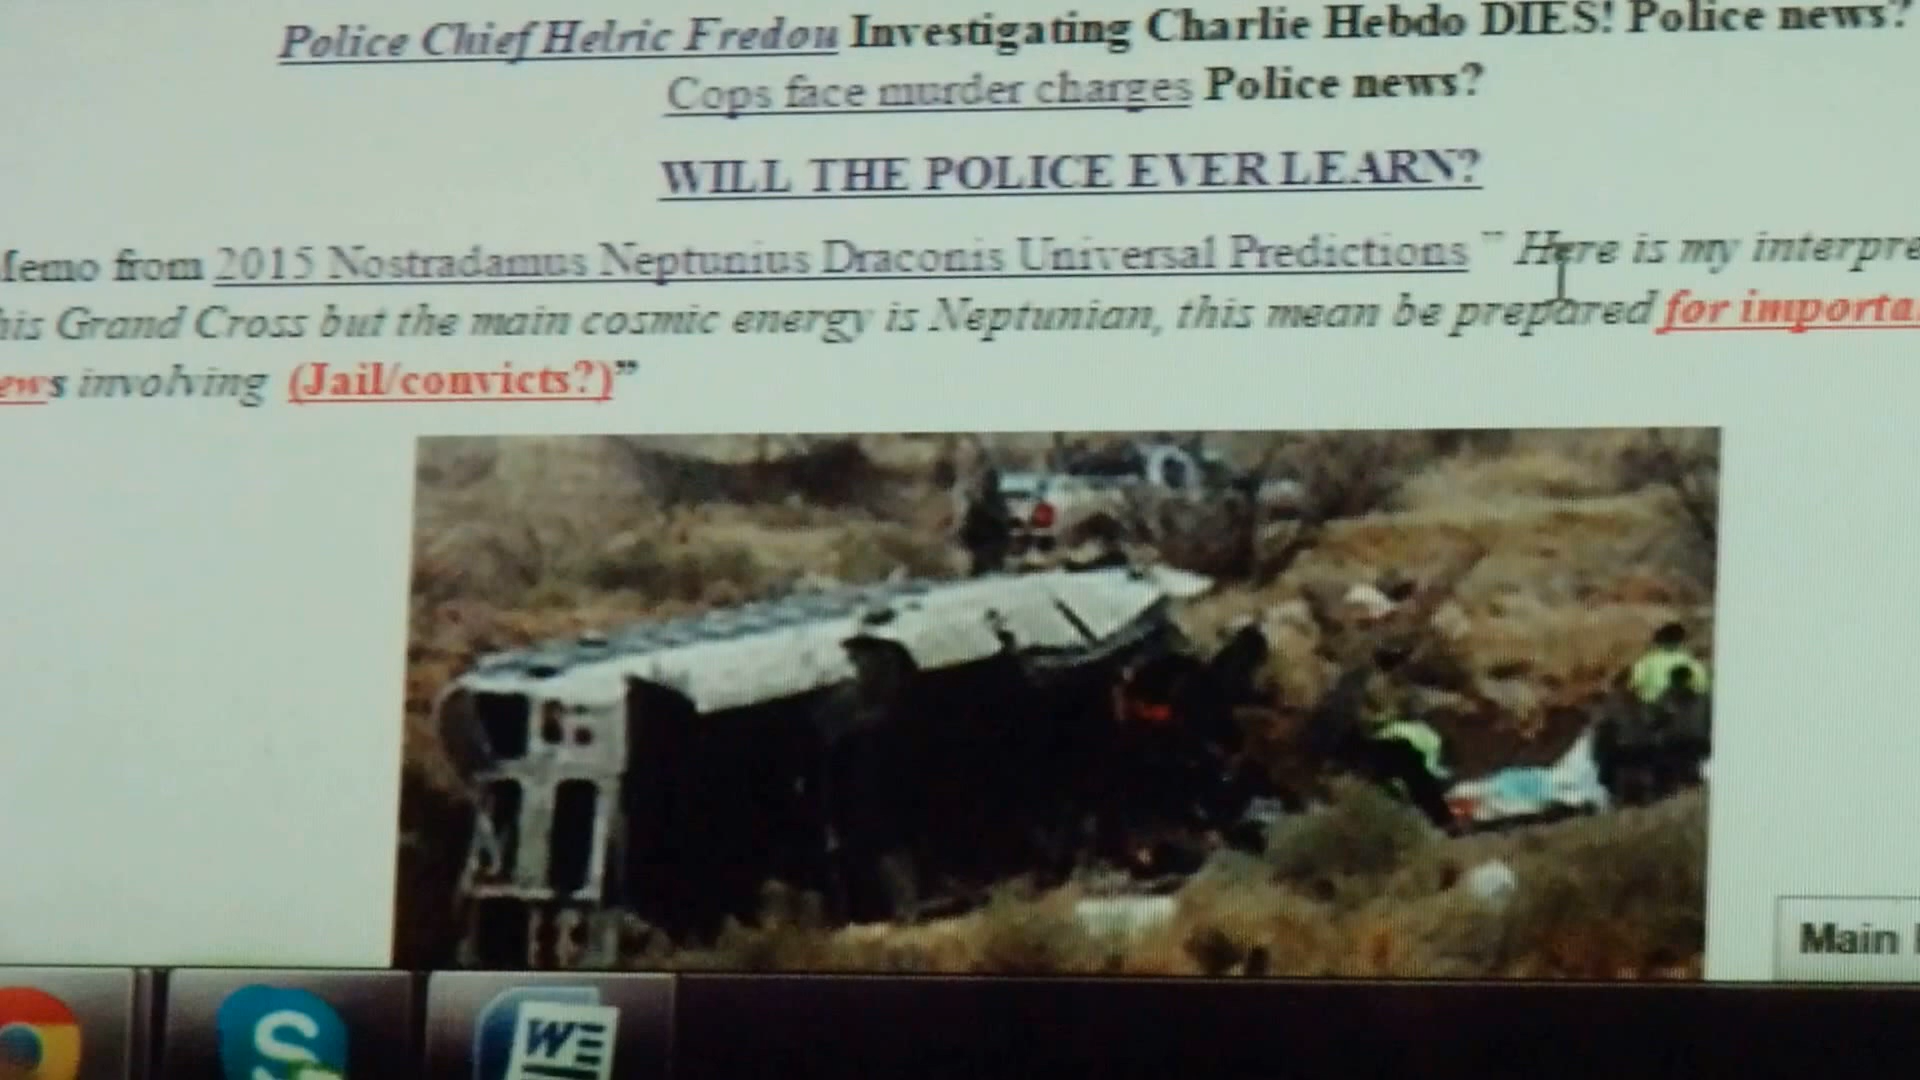 Police Chief Helric Fredou Investigating Charlie Hebdo DIES! Police news?
Cops face murder charges Police news?
WILL THE POLICE EVER LEARN?
from 2015 Nostradamus Neptunius Draconis Universal Predictions " Here is my
Grand Cross but the main cosmic energy is Neptunian, this mean be prepared for
involving (Jail/convicts?)”
Main
S
W